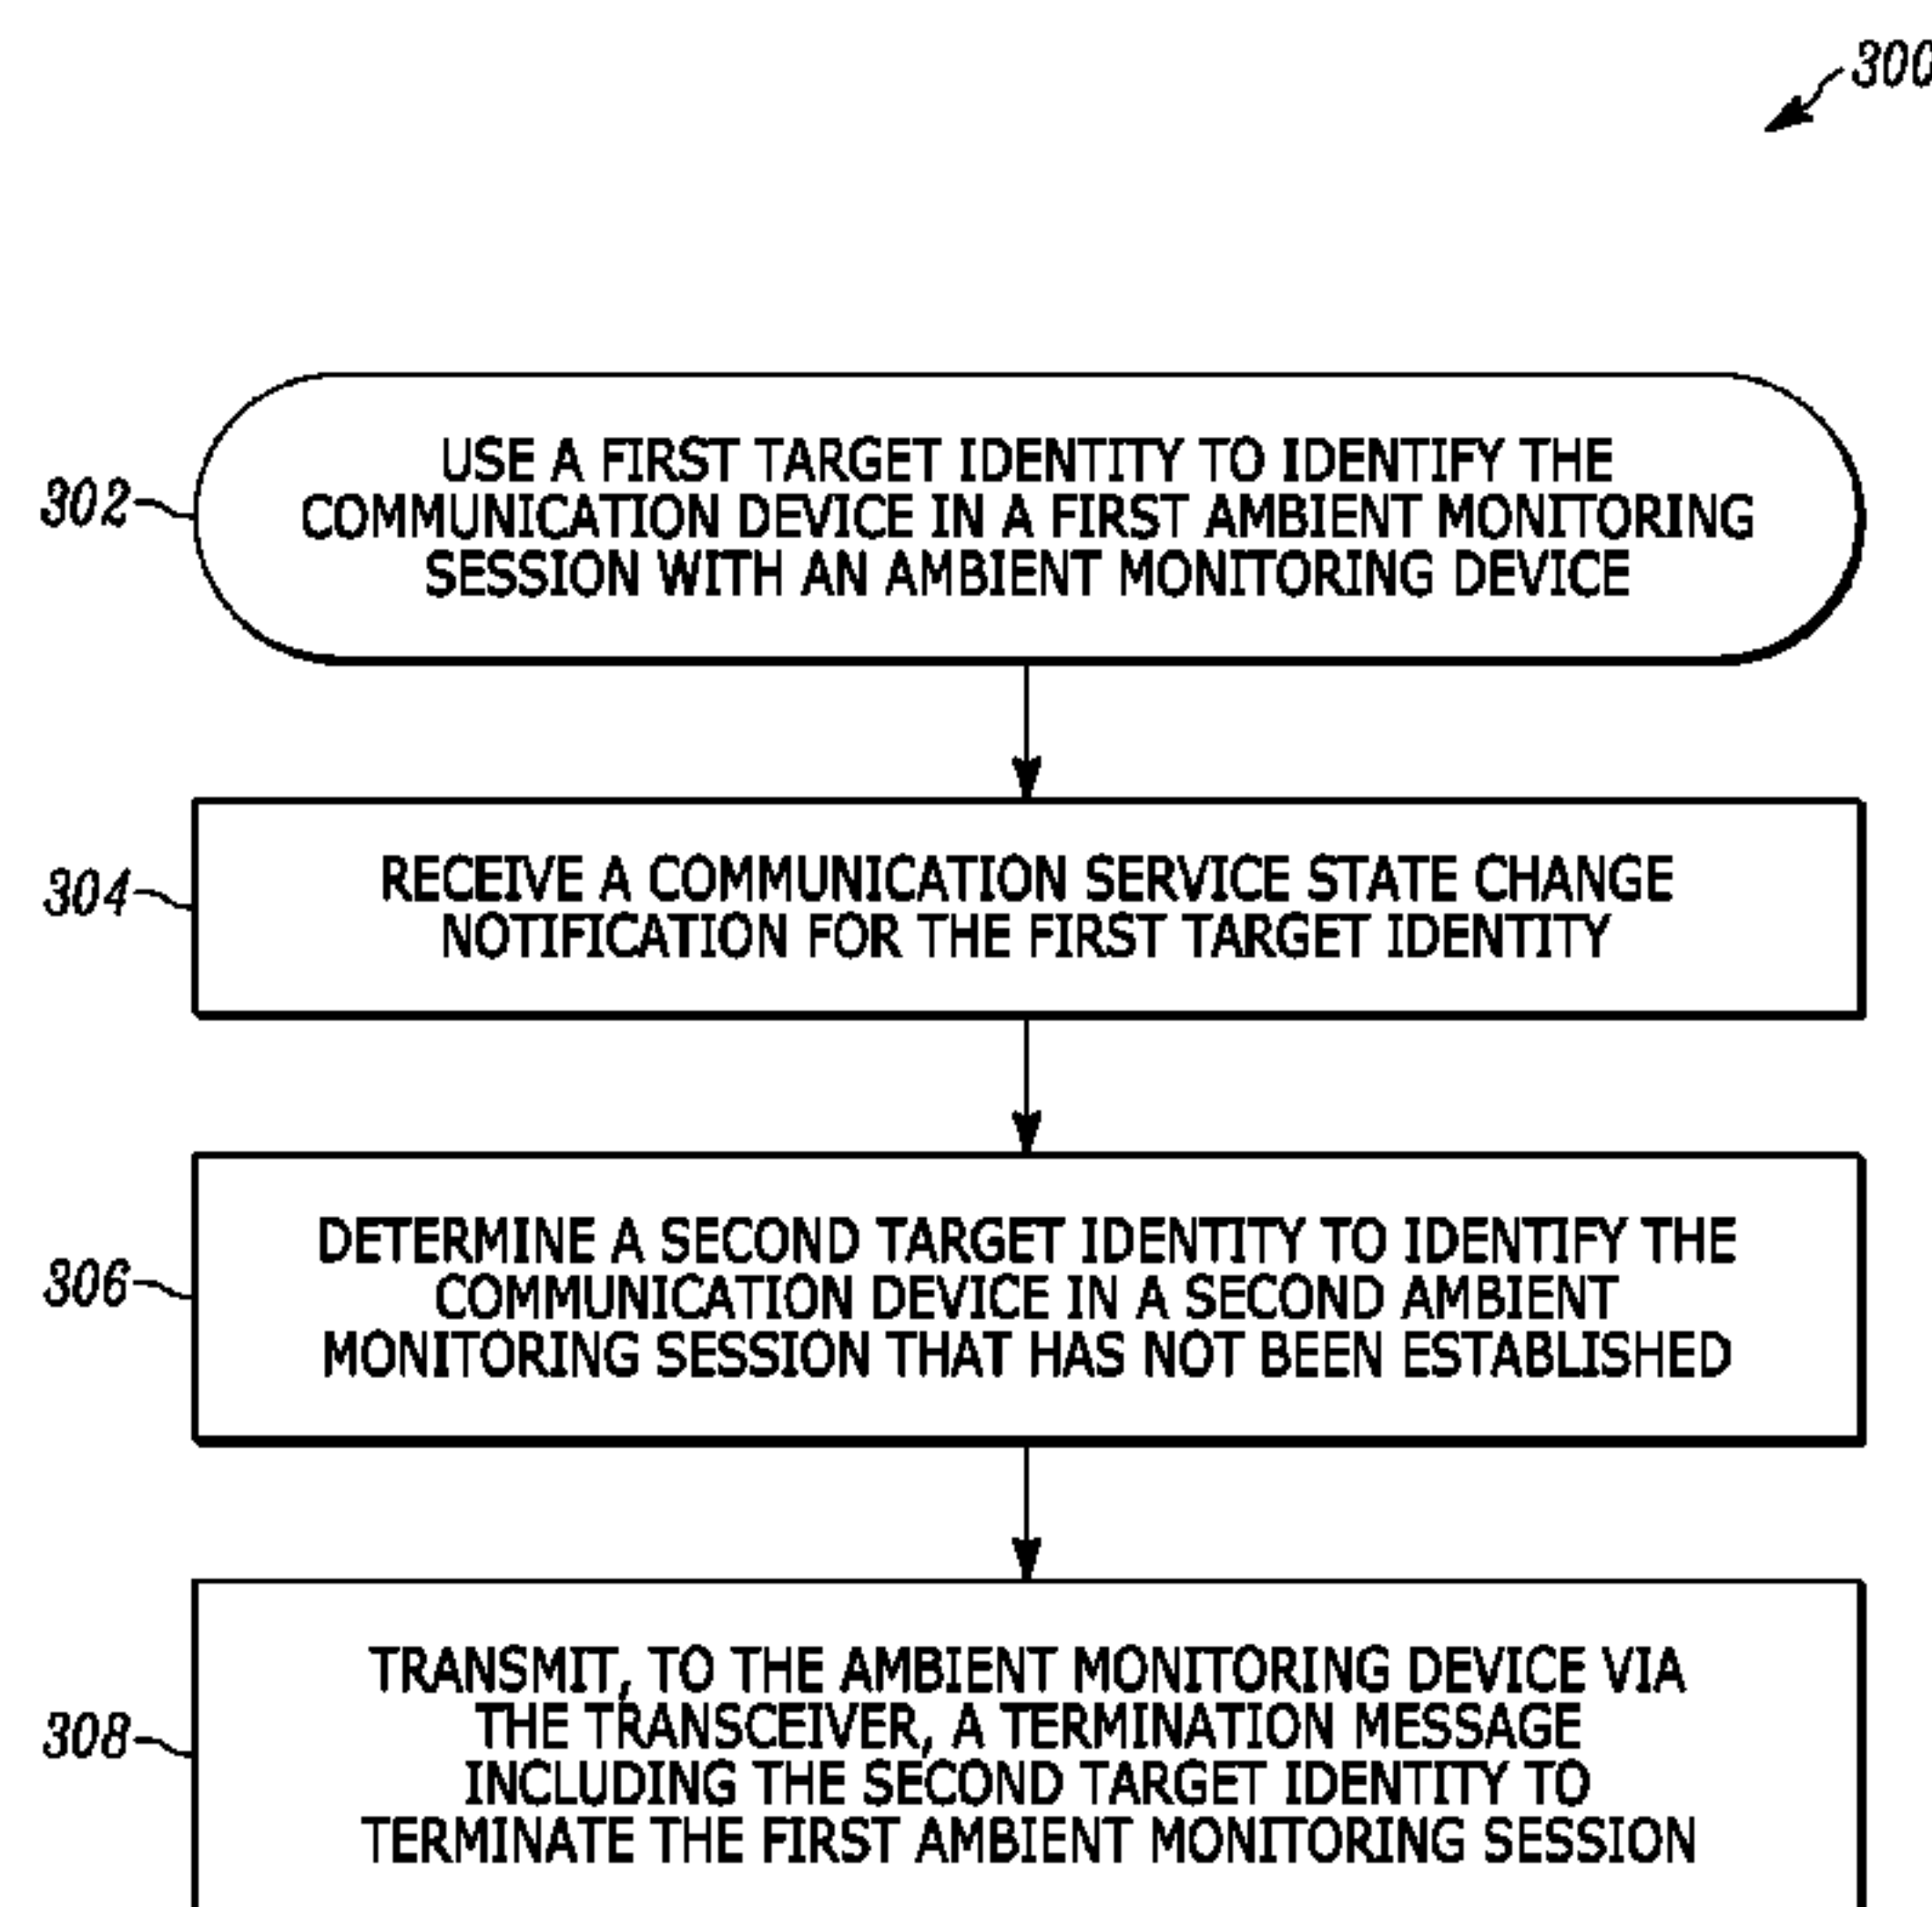 300
302
USE A FIRST TARGET IDENTITY TO IDENTIFY THE
COMMUNICATION DEVICE IN A FIRST AMBIENT MONITORING
SESSION WITH AN AMBIENT MONITORING DEVICE
304
RECEIVE A COMMUNICATION SERVICE STATE CHANGE
NOTIFICATION FOR THE FIRST TARGET IDENTITY
306
DETERMINE A SECOND TARGET IDENTITY TO IDENTIFY THE
COMMUNICATION DEVICE IN A SECOND AMBIENT
MONITORING SESSION THAT HAS NOT BEEN ESTABLISHED
308
TRANSMIT, TO THE AMBIENT MONITORING DEVICE VIA
THE TRANSCEIVER, A TERMINATION MESSAGE
INCLUDING THE SECOND TARGET IDENTITY TO
TERMINATE THE FIRST AMBIENT MONITORING SESSION